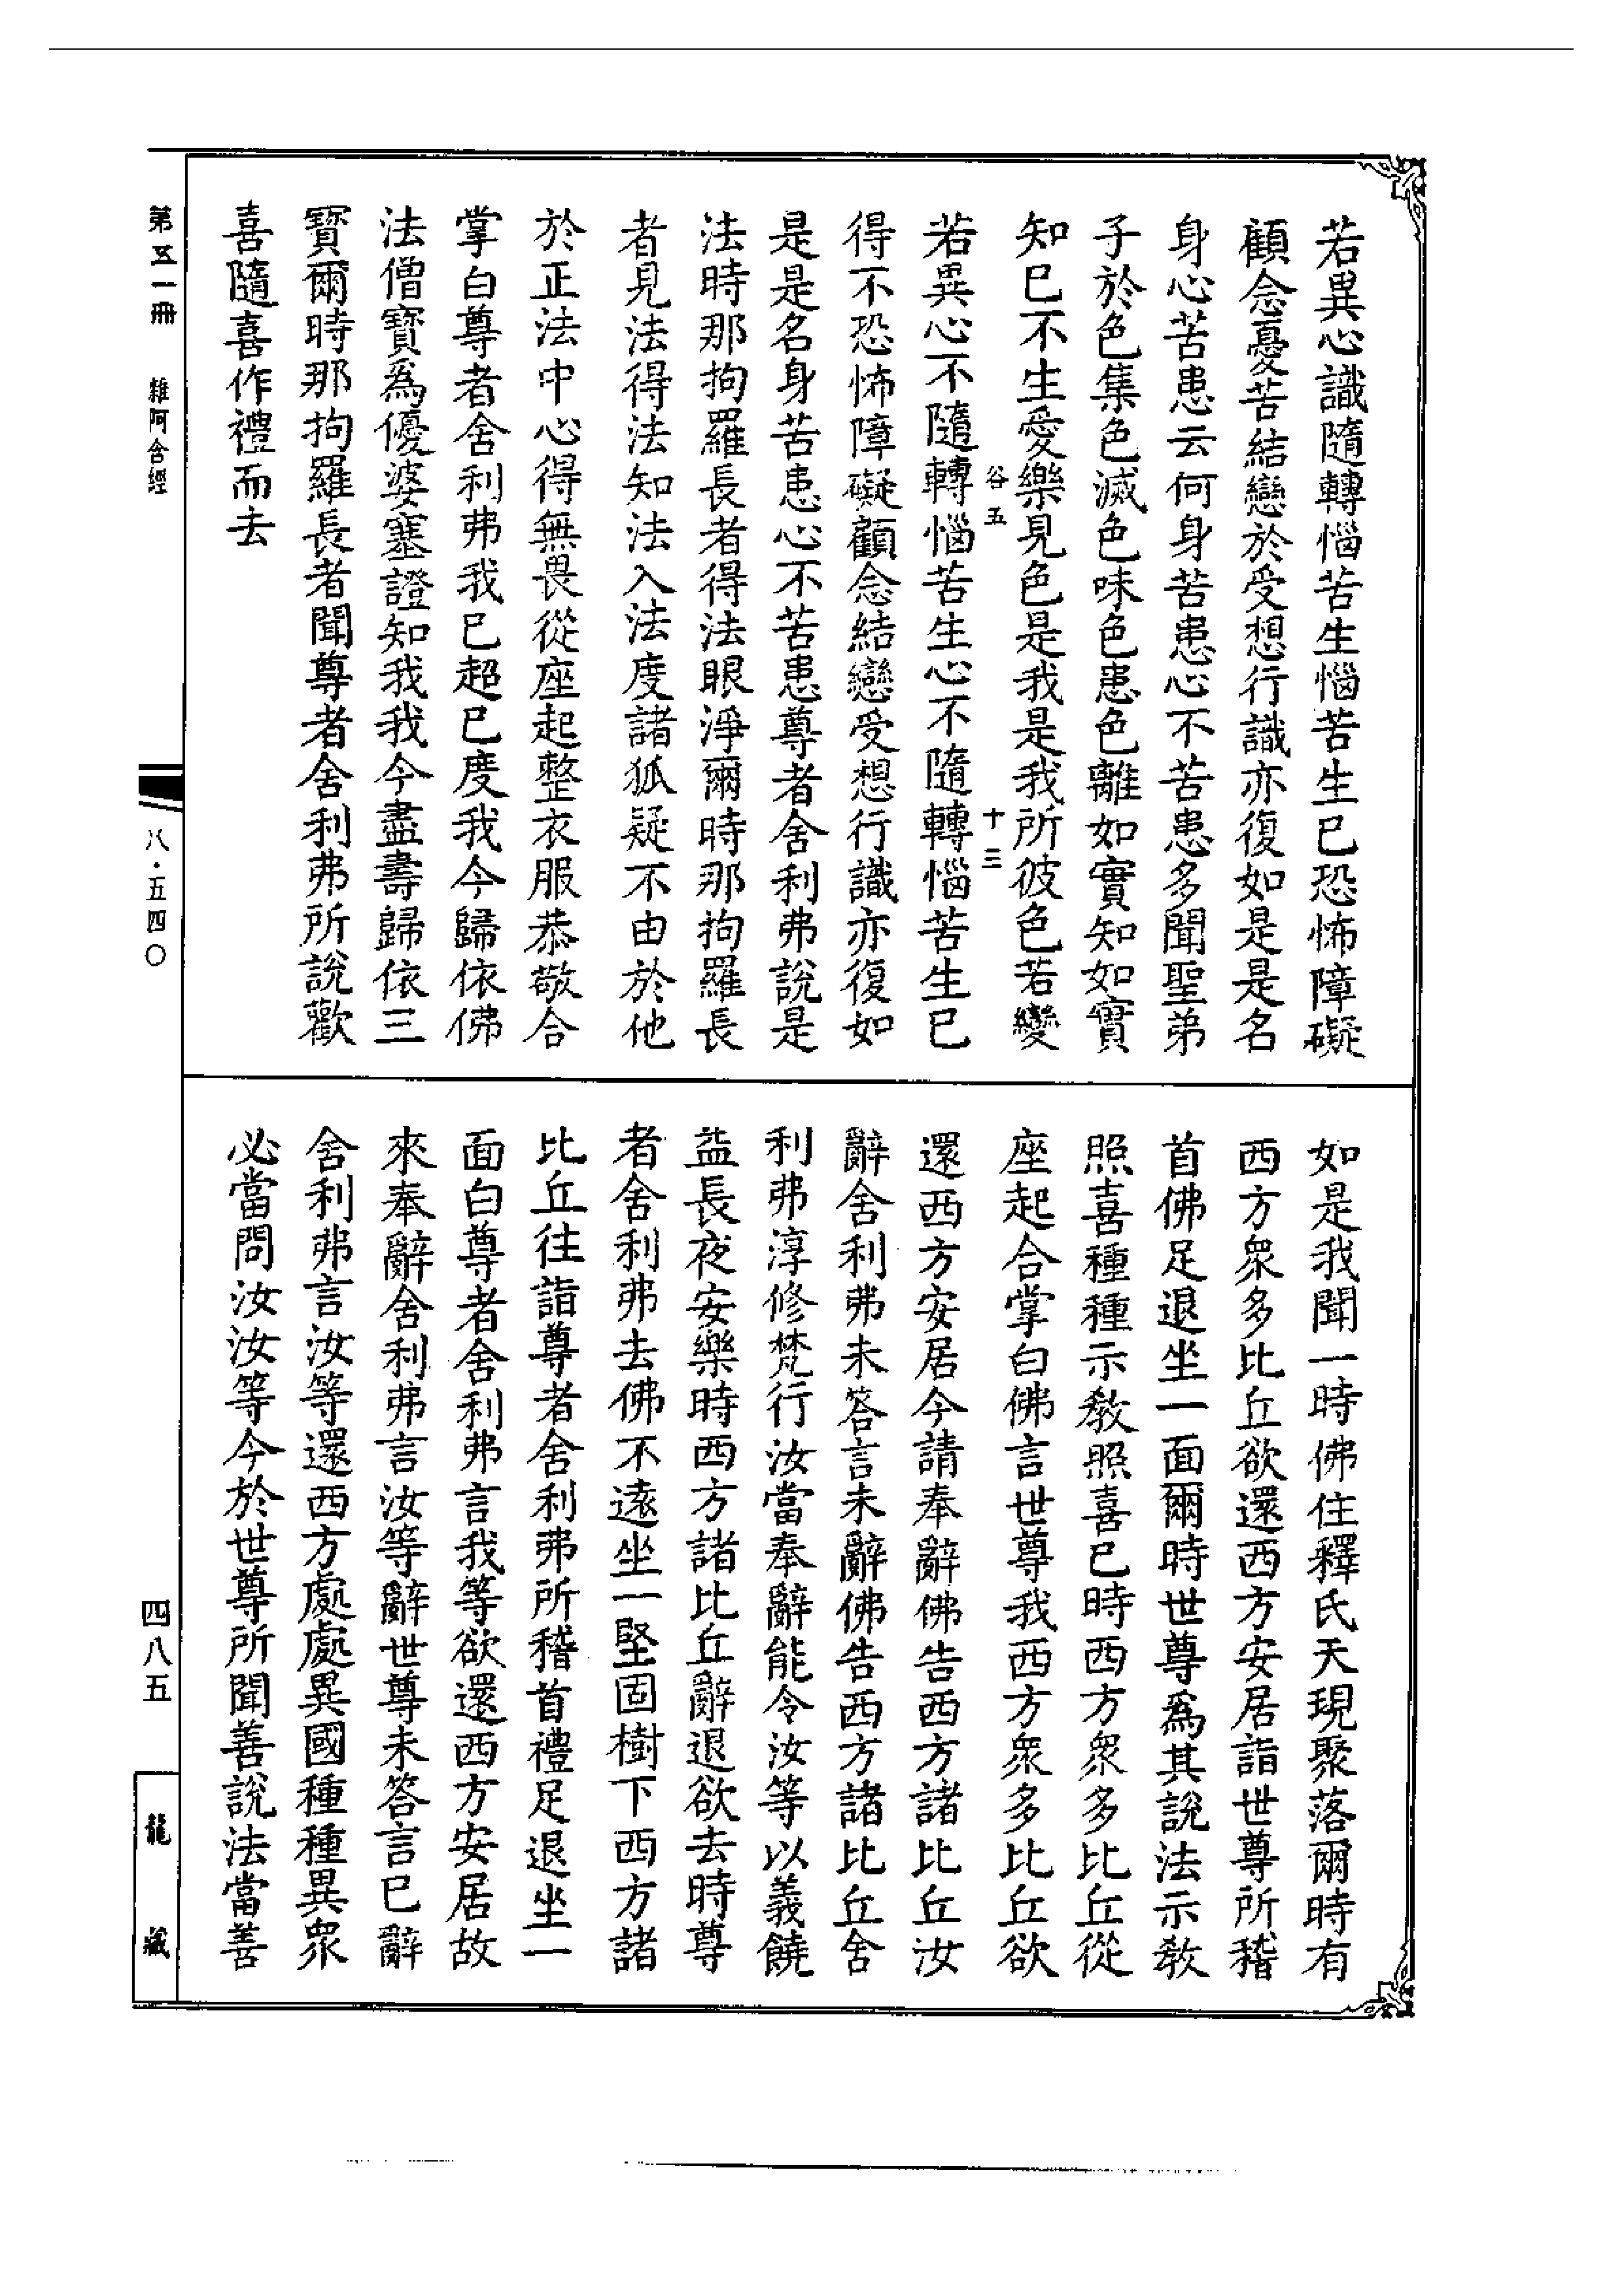 若異心識隨轉惱苦生惱苦生已恐怖障礙
顧念憂苦結戀於受想行識亦復如是是名
身心苦患云何身苦患心不苦患多聞聖弟
子於色集色滅色味色患色離如實知如實
知已不生愛樂見色是我是我所彼色若變
谷五
十三
若異心不隨轉惱苦生心不隨轉惱苦生已
得不恐怖障礙顧念結戀受想行識亦復如
是是名身苦患心不苦患尊者舍利弗說是
法時那拘羅長者得法眼淨爾時那拘羅長
者見法得法知法入法度諸狐疑不由於他
於正法中心得無畏從座起整衣服恭敬合
掌白尊者舍利弗我已超已度我今歸依佛
法僧寶為優婆塞證知我我今盡壽歸依三
寶爾時那拘羅長者聞尊者舍利弗所說歡
喜隨喜作禮而去
如是我聞一時佛住釋氏天現聚落爾時有
西方眾多比丘欲還西方安居詣世尊所稽
首佛足退坐一面爾時世尊為其說法示教
照喜種種示教照喜已時西方眾多比丘從
座起合掌白佛言世尊我西方眾多比丘欲
還西方安居今請奉辭佛告西方諸比丘汝
辭舍利弗未答言未辭佛告西方諸比丘舍
利弗淳修梵行汝當奉辭能令汝等以義饒
益長夜安樂時西方諸比丘辭退欲去時尊
者舍利弗去佛不遠坐一堅固樹下西方諸
比丘往詣尊者舍利弗所稽首禮足退坐一
面白尊者舍利弗言我等欲還西方安居故
來奉辭舍利弗言汝等辭世尊未答言已辭
舍利弗言汝等還西方處處異國種種異眾
必當問汝汝等今於世尊所聞善說法當善
第五一冊
雜阿含經
八·五四〇
四八五
龍藏